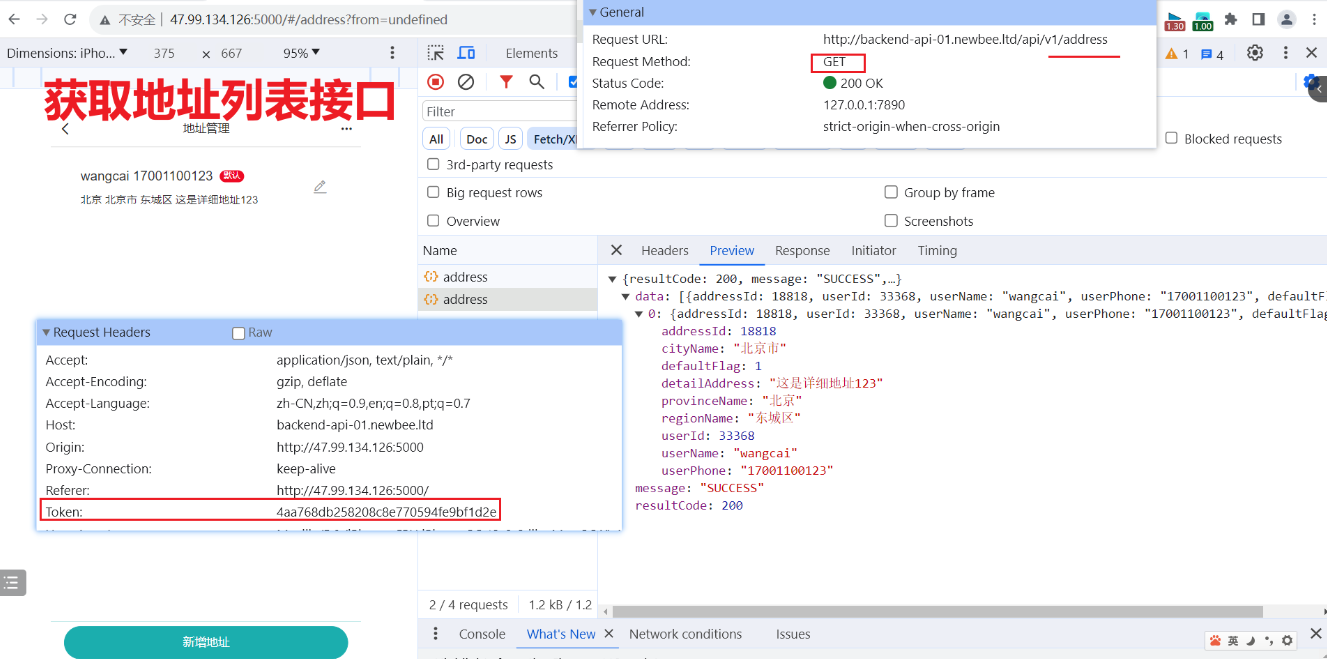 不安全 | 47.99.134.126:5000/#/address?from=undefined
1.30 1.00
Dimensions: iPho... ▼ 375 × 667 95% ▼
Elements
1 4
获取地址列表接口
地址管理
wangcai 17001100123 默认
北京 北京市 东城区 这是详细地址123
General
Request URL: http://backend-api-01.newbee.ltd/api/v1/address
Request Method: GET
Status Code: 200 OK
Remote Address: 127.0.0.1:7890
Referrer Policy: strict-origin-when-cross-origin
Filter
All Doc JS Fetch/X
Blocked requests
3rd-party requests
Big request rows Group by frame
Overview Screenshots
Name
address
address
Headers Preview Response Initiator Timing
▼ {resultCode: 200, message: "SUCCESS",…}
▼ data: [{addressId: 18818, userId: 33368, userName: "wangcai", userPhone: "17001100123", defaultFl
▼ 0: {addressId: 18818, userId: 33368, userName: "wangcai", userPhone: "17001100123", defaultFlag
addressId: 18818
cityName: "北京市"
defaultFlag: 1
detailAddress: "这是详细地址123"
provinceName: "北京"
regionName: "东城区"
userId: 33368
userName: "wangcai"
userPhone: "17001100123"
message: "SUCCESS"
resultCode: 200
Request Headers Raw
Accept: application/json, text/plain, */*
Accept-Encoding: gzip, deflate
Accept-Language: zh-CN,zh;q=0.9,en;q=0.8,pt;q=0.7
Host: backend-api-01.newbee.ltd
Origin: http://47.99.134.126:5000
Proxy-Connection: keep-alive
Referer: http://47.99.134.126:5000/
Token: 4aa768db258208c8e770594fe9bf1d2e
2 / 4 requests 1.2 kB / 1.2
新增地址
Console What's New Network conditions Issues
英